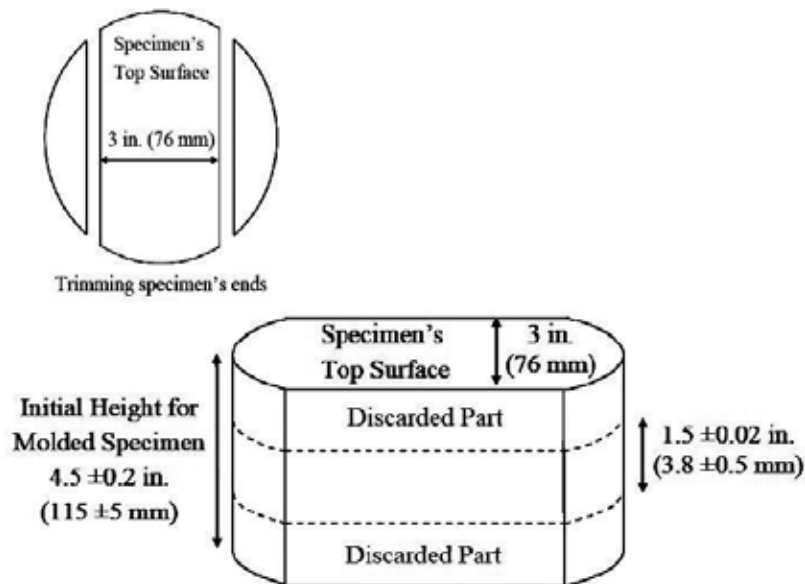 Specimen's
Top Surface
3 in. (76 mm)
Trimming specimen's ends
Specimen's
Top Surface
3 in.
(76 mm)
Initial Height for
Molded Specimen
4.5 ±0.2 in.
(115 ±5 mm)
Discarded Part
1.5 ±0.02 in.
(3.8 ±0.5 mm)
Discarded Part